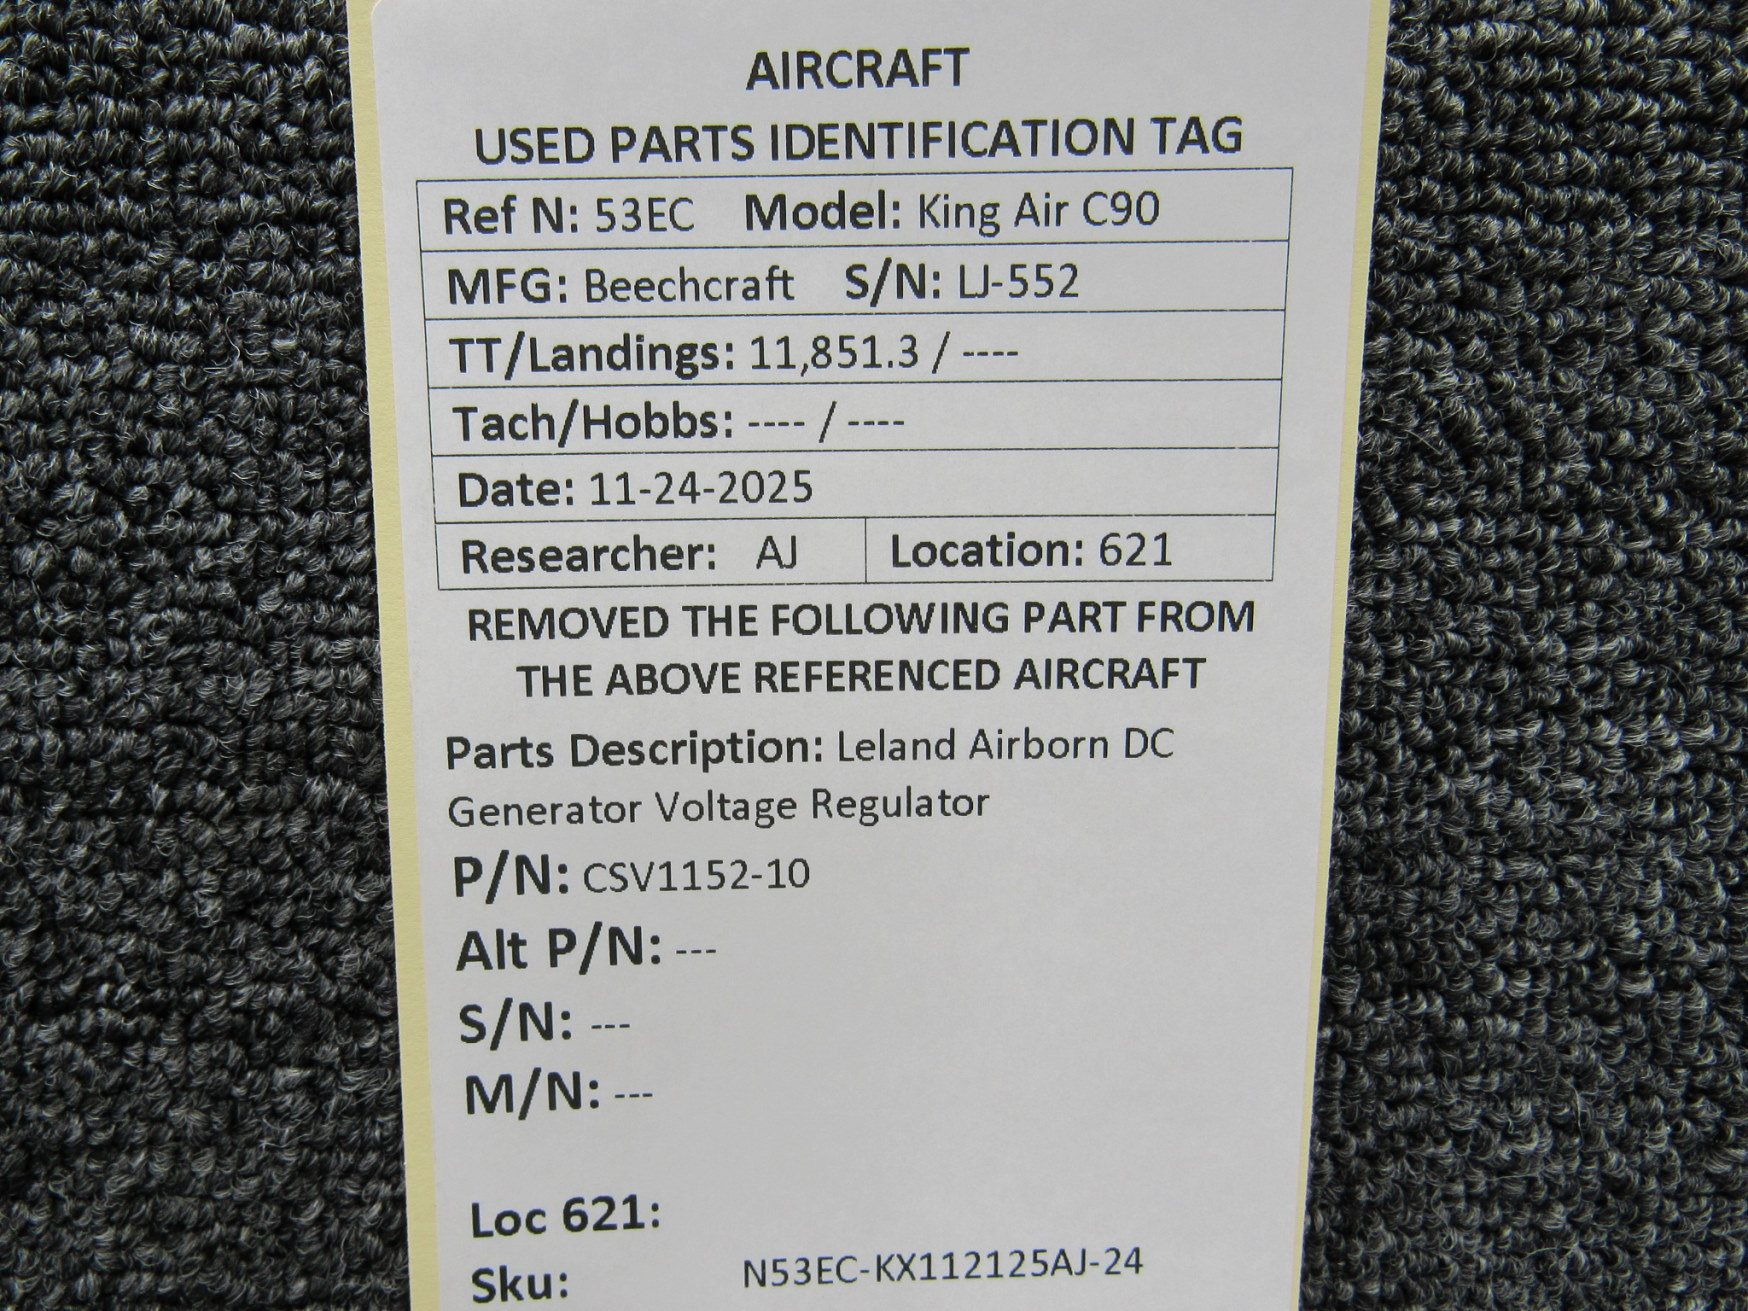 AIRCRAFT
USED PARTS IDENTIFICATION TAG
Ref N: 53EC Model: King Air C90
MFG: Beechcraft S/N: LJ-552
TT/Landings: 11,851.3 / ----
Tach/Hobbs: ---- / ----
Date: 11-24-2025
Researcher: AJ Location: 621
REMOVED THE FOLLOWING PART FROM
THE ABOVE REFERENCED AIRCRAFT
Parts Description: Leland Airborn DC
Generator Voltage Regulator
P/N: CSV1152-10
Alt P/N: ---
S/N: ---
M/N: ---
Loc 621:
Sku: N53EC-KX112125AJ-24